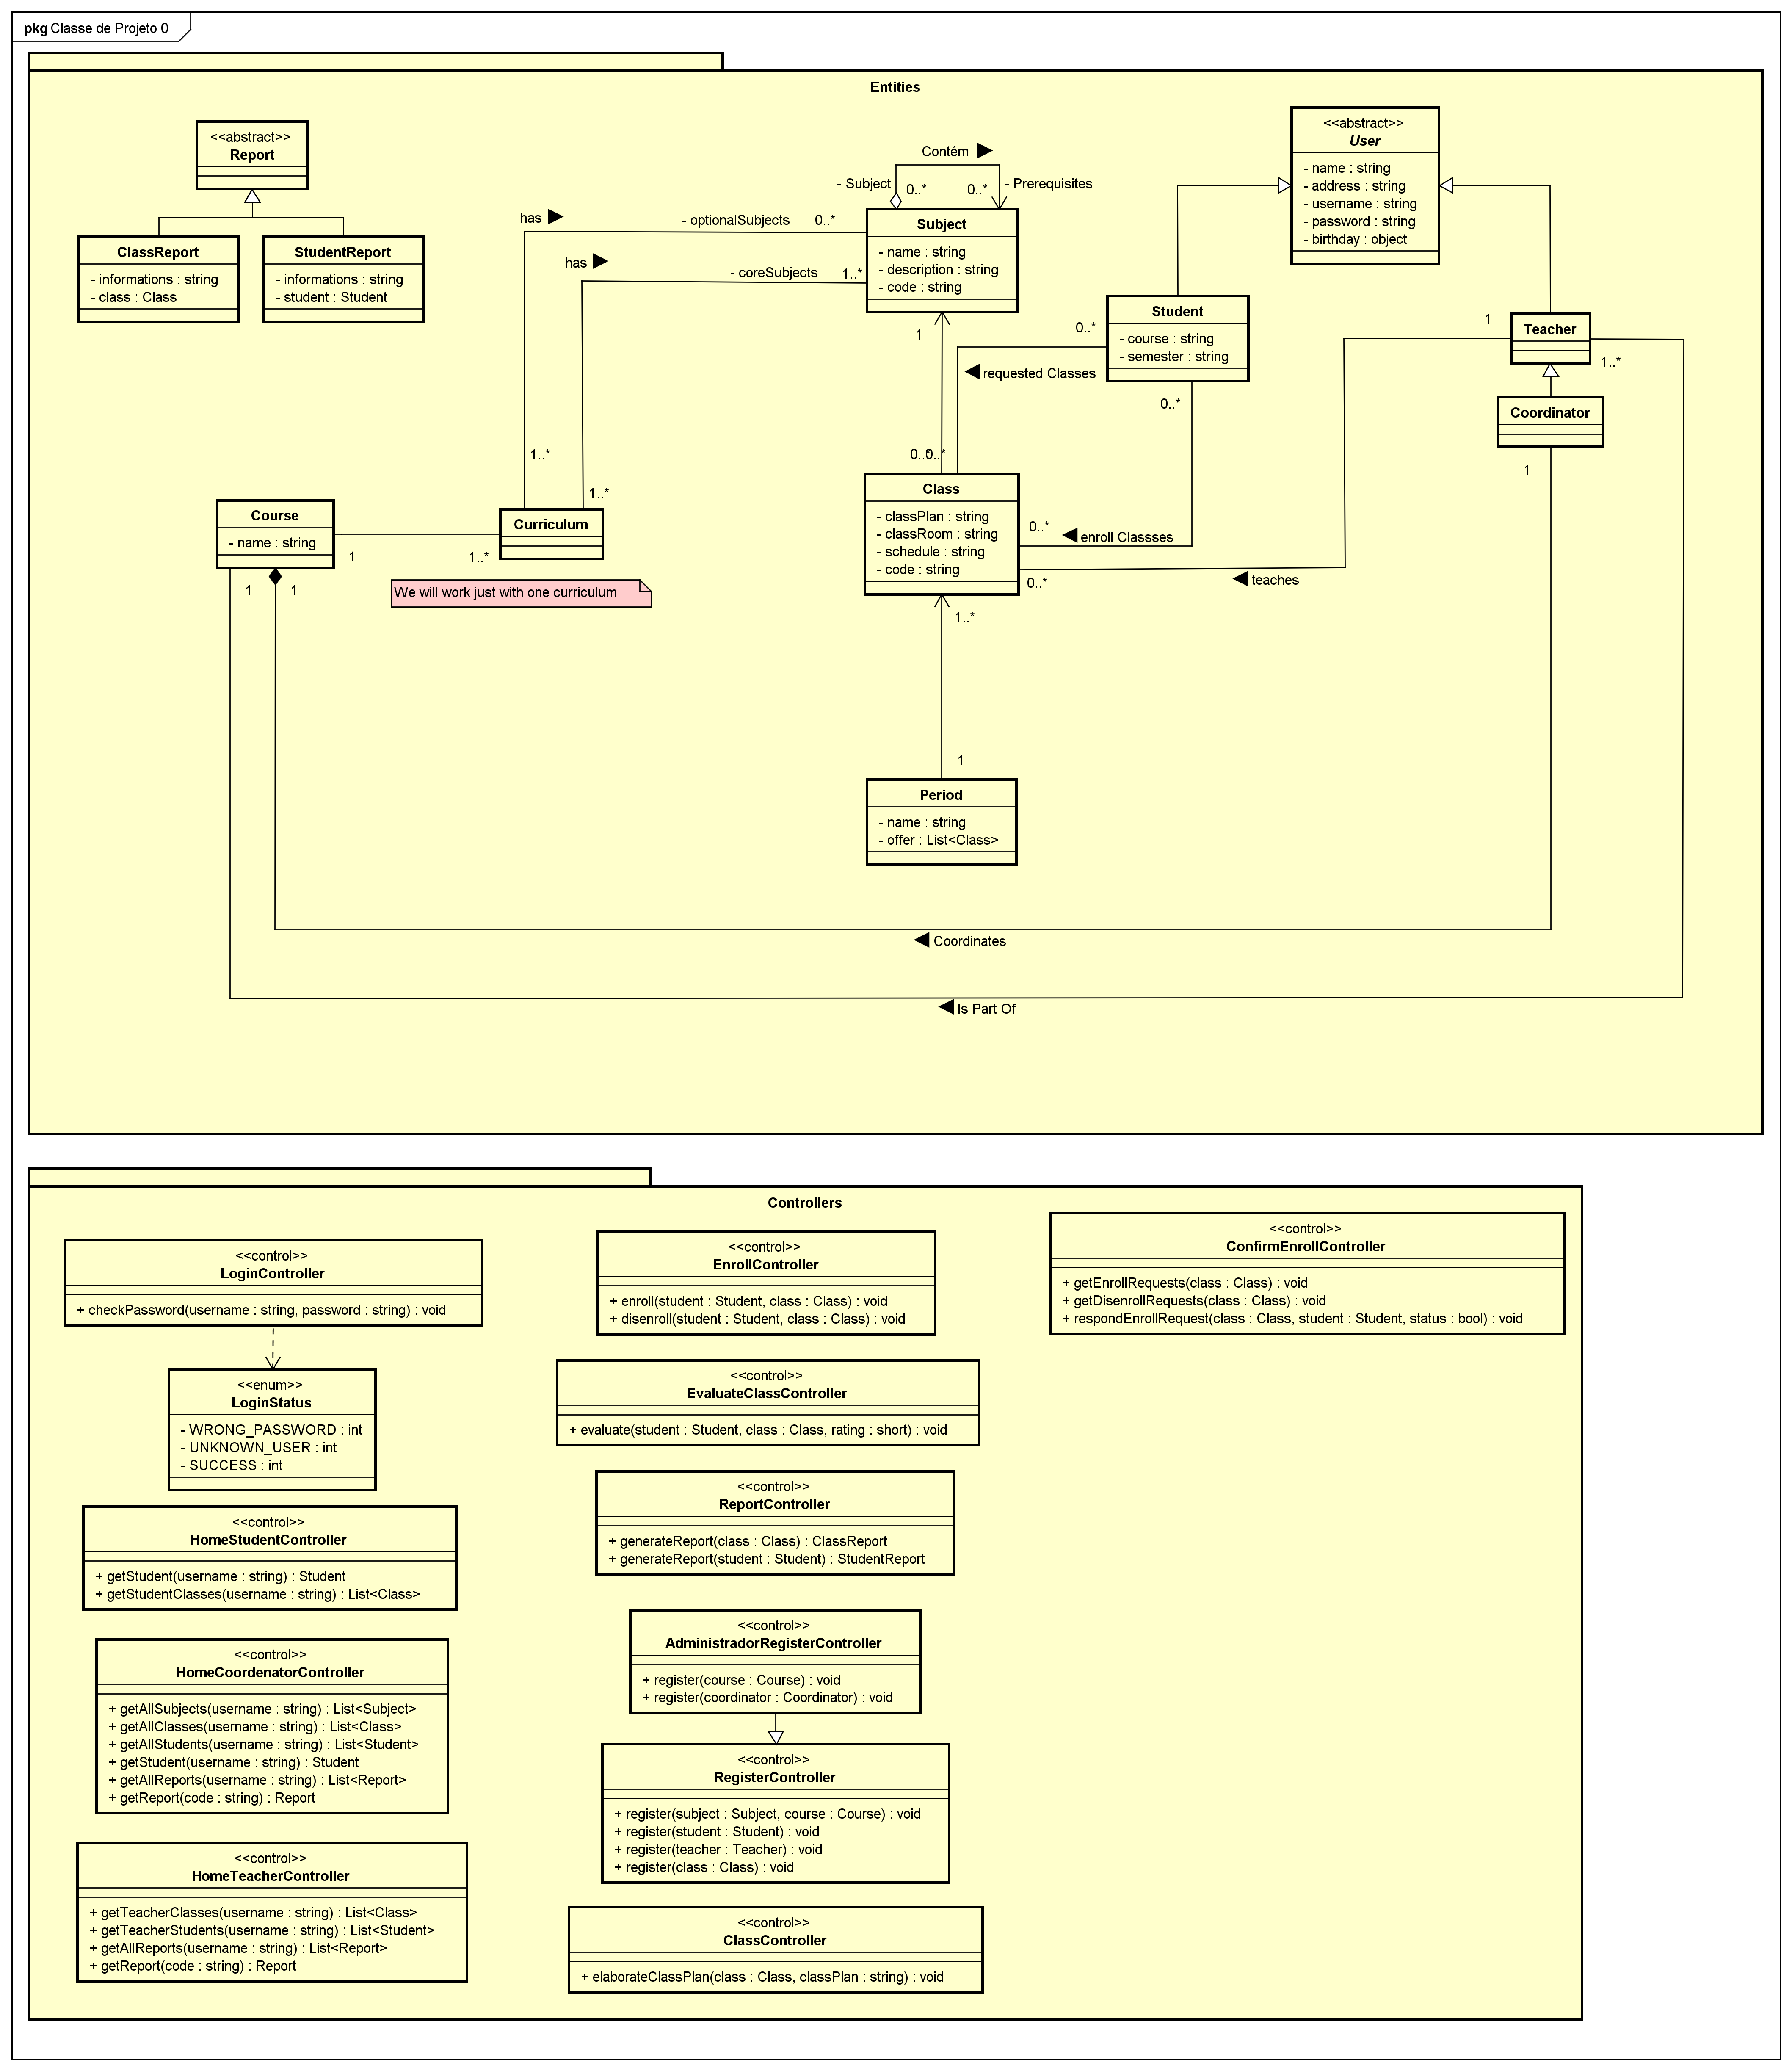 pkg Classe de Projeto 0
Entities
<<abstract>>
Report
ClassReport
- informations : string
- class : Class
StudentReport
- informations : string
- student : Student
Contém
- Subject
0..*
0..*
- Prerequisites
has
- optionalSubjects
0..*
has
- coreSubjects
1..*
Subject
- name : string
- description : string
- code : string
<<abstract>>
User
- name : string
- address : string
- username : string
- password : string
- birthday : object
Student
- course : string
- semester : string
0..*
requested Classes
0..*
1
Teacher
1..*
Coordinator
1
1
0..*
0..*
1..*
1..*
Course
- name : string
1
1..*
Curriculum
1
1
We will work just with one curriculum
Class
- classPlan : string
- classRoom : string
- schedule : string
- code : string
0..*
enroll Classses
0..*
teaches
1..*
1
Period
- name : string
- offer : List<Class>
Coordinates
Is Part Of
Controllers
<<control>>
LoginController
+ checkPassword(username : string, password : string) : void
<<enum>>
LoginStatus
- WRONG_PASSWORD : int
- UNKNOWN_USER : int
- SUCCESS : int
<<control>>
HomeStudentController
+ getStudent(username : string) : Student
+ getStudentClasses(username : string) : List<Class>
<<control>>
HomeCoordenatorController
+ getAllSubjects(username : string) : List<Subject>
+ getAllClasses(username : string) : List<Class>
+ getAllStudents(username : string) : List<Student>
+ getStudent(username : string) : Student
+ getAllReports(username : string) : List<Report>
+ getReport(code : string) : Report
<<control>>
HomeTeacherController
+ getTeacherClasses(username : string) : List<Class>
+ getTeacherStudents(username : string) : List<Student>
+ getAllReports(username : string) : List<Report>
+ getReport(code : string) : Report
<<control>>
EnrollController
+ enroll(student : Student, class : Class) : void
+ disenroll(student : Student, class : Class) : void
<<control>>
EvaluateClassController
+ evaluate(student : Student, class : Class, rating : short) : void
<<control>>
ReportController
+ generateReport(class : Class) : ClassReport
+ generateReport(student : Student) : StudentReport
<<control>>
AdministradorRegisterController
+ register(course : Course) : void
+ register(coordinator : Coordinator) : void
<<control>>
RegisterController
+ register(subject : Subject, course : Course) : void
+ register(student : Student) : void
+ register(teacher : Teacher) : void
+ register(class : Class) : void
<<control>>
ClassController
+ elaborateClassPlan(class : Class, classPlan : string) : void
<<control>>
ConfirmEnrollController
+ getEnrollRequests(class : Class) : void
+ getDisenrollRequests(class : Class) : void
+ respondEnrollRequest(class : Class, student : Student, status : bool) : void